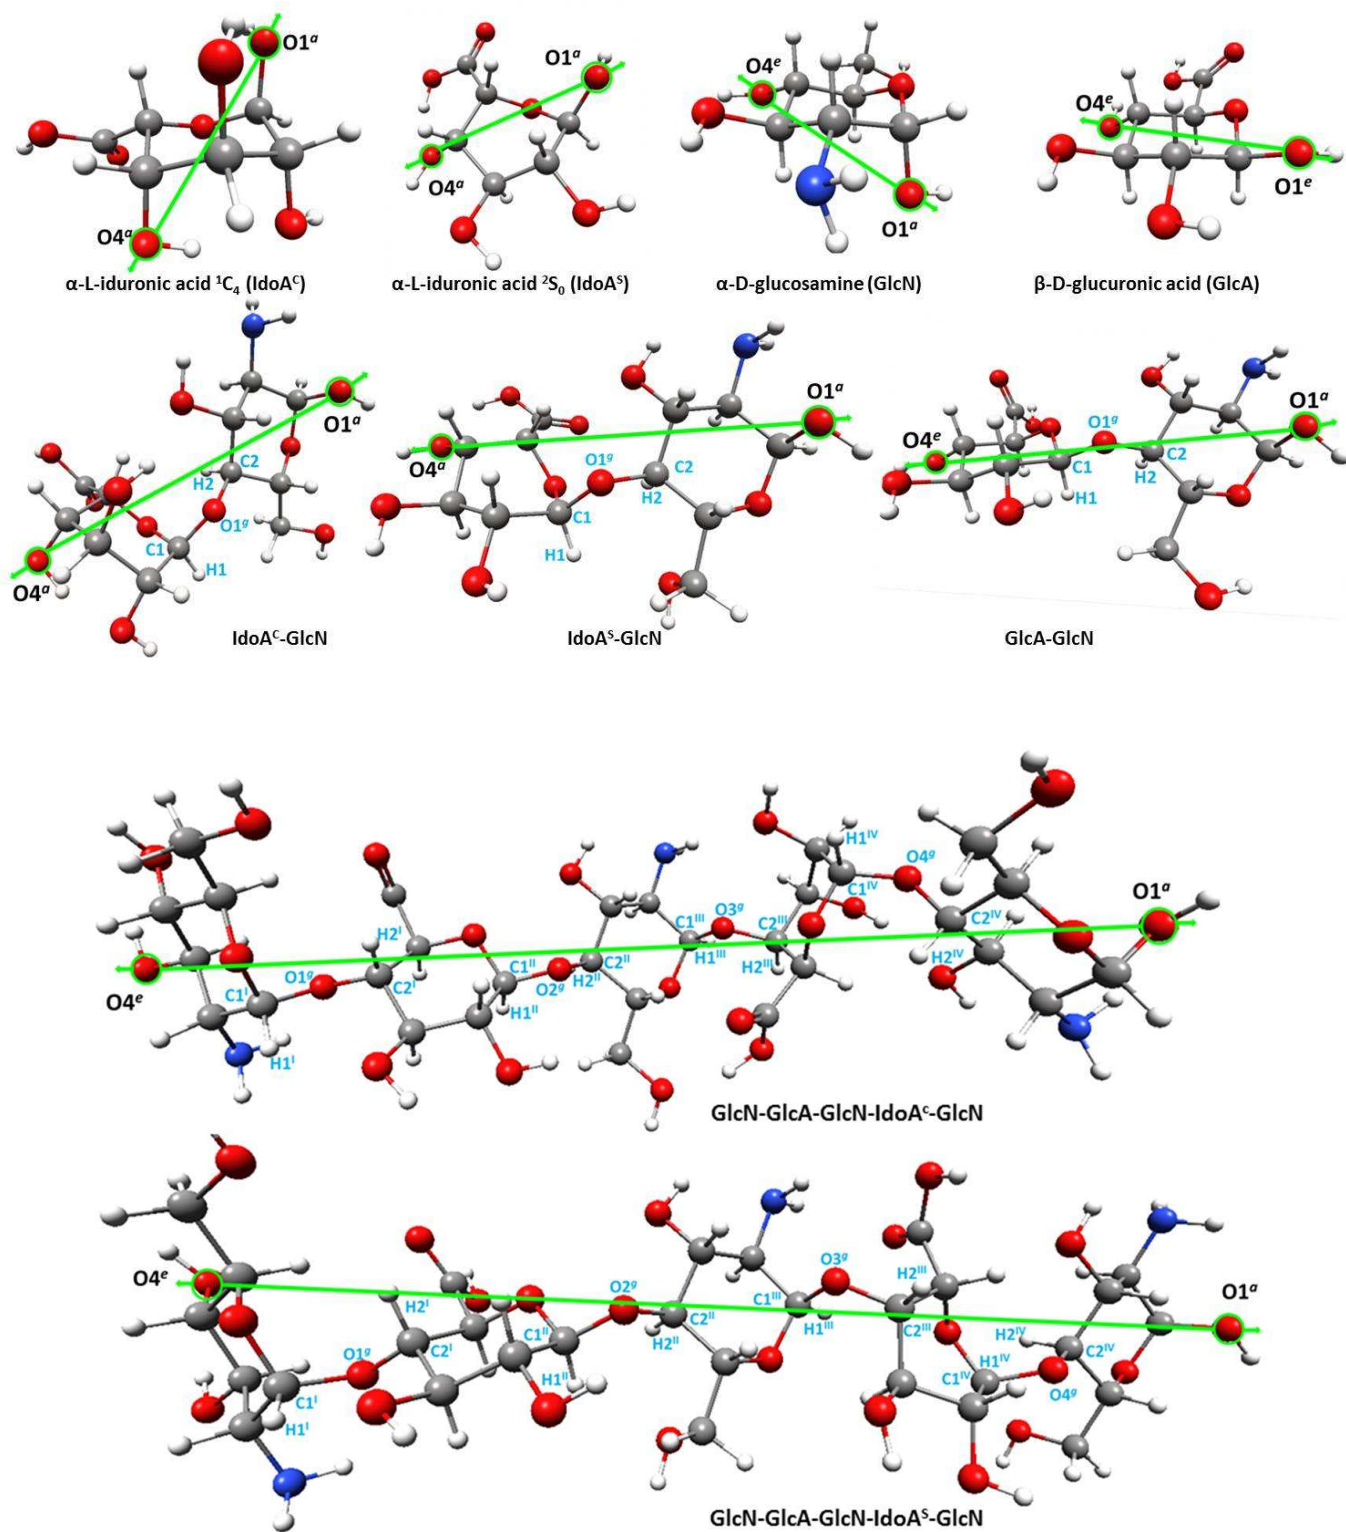 O1ᵃ
O4ᵃ
α-L-iduronic acid ¹C₄ (IdoAᶜ)
O1ᵃ
O4ᵃ
α-L-iduronic acid ²S₀ (IdoAˢ)
O4ᵉ
O1ᵃ
α-D-glucosamine (GlcN)
O4ᵉ
O1ᵉ
β-D-glucuronic acid (GlcA)
O1ᵃ
C2
H2
O1ᵍ
C1
H1
O4ᵃ
IdoAᶜ-GlcN
O1ᵃ
O4ᵃ
O1ᵍ
C2
H2
C1
H1
IdoAˢ-GlcN
O1ᵃ
O1ᵍ
O4ᵉ
C2
C1
H2
H1
GlcA-GlcN
H1ᴵⱽ
O4ᵍ
C1ᴵⱽ
O1ᵃ
O3ᵍ
C1ᴵᴵᴵ
C2ᴵᴵᴵ
C2ᴵⱽ
H2ᴵ
H1ᴵᴵᴵ
H2ᴵᴵᴵ
H2ᴵⱽ
C1ᴵᴵ
C2ᴵᴵ
O4ᵉ
O1ᵍ
C2ᴵ
O2ᵍ
H2ᴵᴵ
C1ᴵ
H1ᴵᴵ
H1ᴵ
GlcN-GlcA-GlcN-IdoAᶜ-GlcN
O4ᵉ
O3ᵍ
H2ᴵᴵᴵ
O2ᵍ
C1ᴵᴵᴵ
O1ᵃ
H2ᴵ
C2ᴵᴵ
H1ᴵᴵᴵ
C2ᴵᴵᴵ
H2ᴵⱽ
C1ᴵᴵ
H2ᴵᴵ
C2ᴵ
C2ᴵⱽ
O1ᵍ
H1ᴵᴵ
H1ᴵⱽ
C1ᴵⱽ
O4ᵍ
C1ᴵ
H1ᴵ
GlcN-GlcA-GlcN-IdoAˢ-GlcN